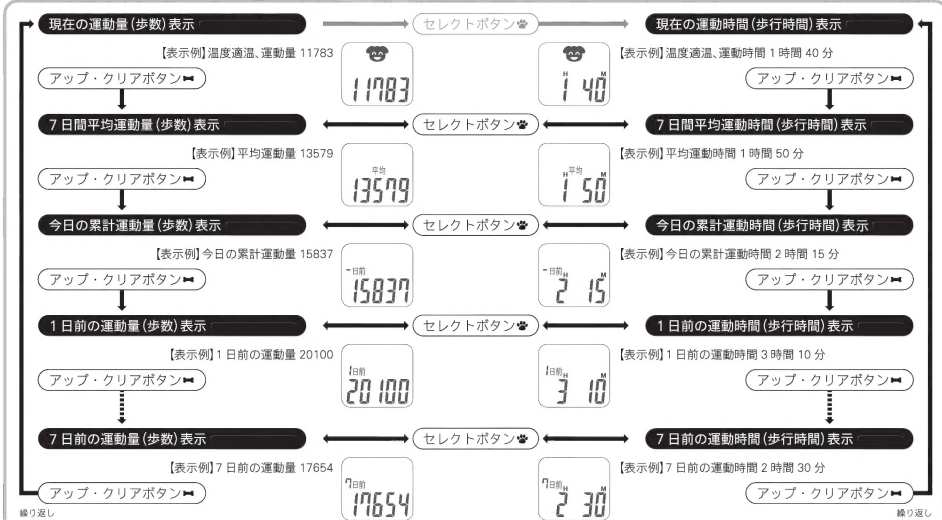 現在の運動量(歩数)表示 セレクトボタン 現在の運動時間(歩行時間)表示
【表示例】温度適温、運動量 11783 【表示例】温度適温、運動時間 1 時間 40 分
アップ・クリアボタン 11783 H 1 M 40 アップ・クリアボタン
7 日間平均運動量(歩数)表示 セレクトボタン 7 日間平均運動時間(歩行時間)表示
【表示例】平均運動量 13579 【表示例】平均運動時間 1 時間 50 分
アップ・クリアボタン 平均 13579 平均 H 1 M 50 アップ・クリアボタン
今日の累計運動量(歩数)表示 セレクトボタン 今日の累計運動時間(歩行時間)表示
【表示例】今日の累計運動量 15837 【表示例】今日の累計運動時間 2 時間 15 分
アップ・クリアボタン -日前 15837 -日前 H 2 M 15 アップ・クリアボタン
1 日前の運動量(歩数)表示 セレクトボタン 1 日前の運動時間(歩行時間)表示
【表示例】1 日前の運動量 20100 【表示例】1 日前の運動時間 3 時間 10 分
アップ・クリアボタン 1日前 20100 1日前 H 3 M 10 アップ・クリアボタン
7 日前の運動量(歩数)表示 セレクトボタン 7 日前の運動時間(歩行時間)表示
【表示例】7 日前の運動量 17654 【表示例】7 日前の運動時間 2 時間 30 分
アップ・クリアボタン 7日前 17654 7日前 H 2 M 30 アップ・クリアボタン
繰り返し 繰り返し